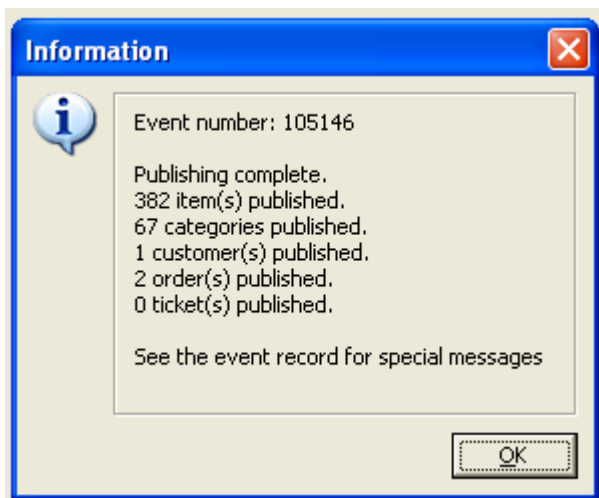 Information
Event number: 105146
Publishing complete.
382 item(s) published.
67 categories published.
1 customer(s) published.
2 order(s) published.
0 ticket(s) published.
See the event record for special messages
OK